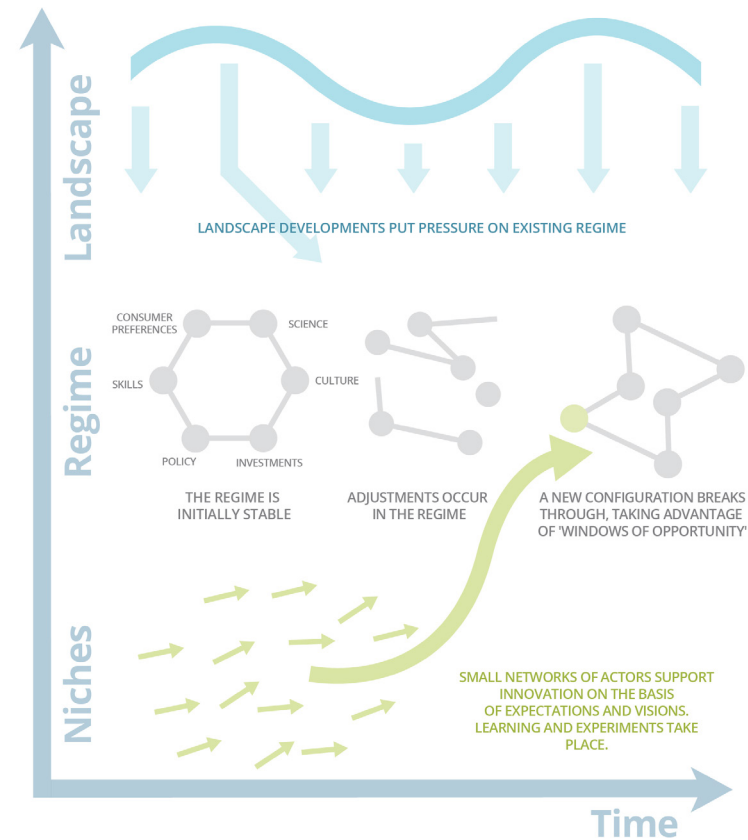 Landscape
LANDSCAPE DEVELOPMENTS PUT PRESSURE ON EXISTING REGIME
Regime
CONSUMER
PREFERENCES
SCIENCE
SKILLS
CULTURE
POLICY
INVESTMENTS
THE REGIME IS
INITIALLY STABLE
ADJUSTMENTS OCCUR
IN THE REGIME
A NEW CONFIGURATION BREAKS
THROUGH, TAKING ADVANTAGE
OF 'WINDOWS OF OPPORTUNITY'
Niches
SMALL NETWORKS OF ACTORS SUPPORT
INNOVATION ON THE BASIS
OF EXPECTATIONS AND VISIONS.
LEARNING AND EXPERIMENTS TAKE
PLACE.
Time